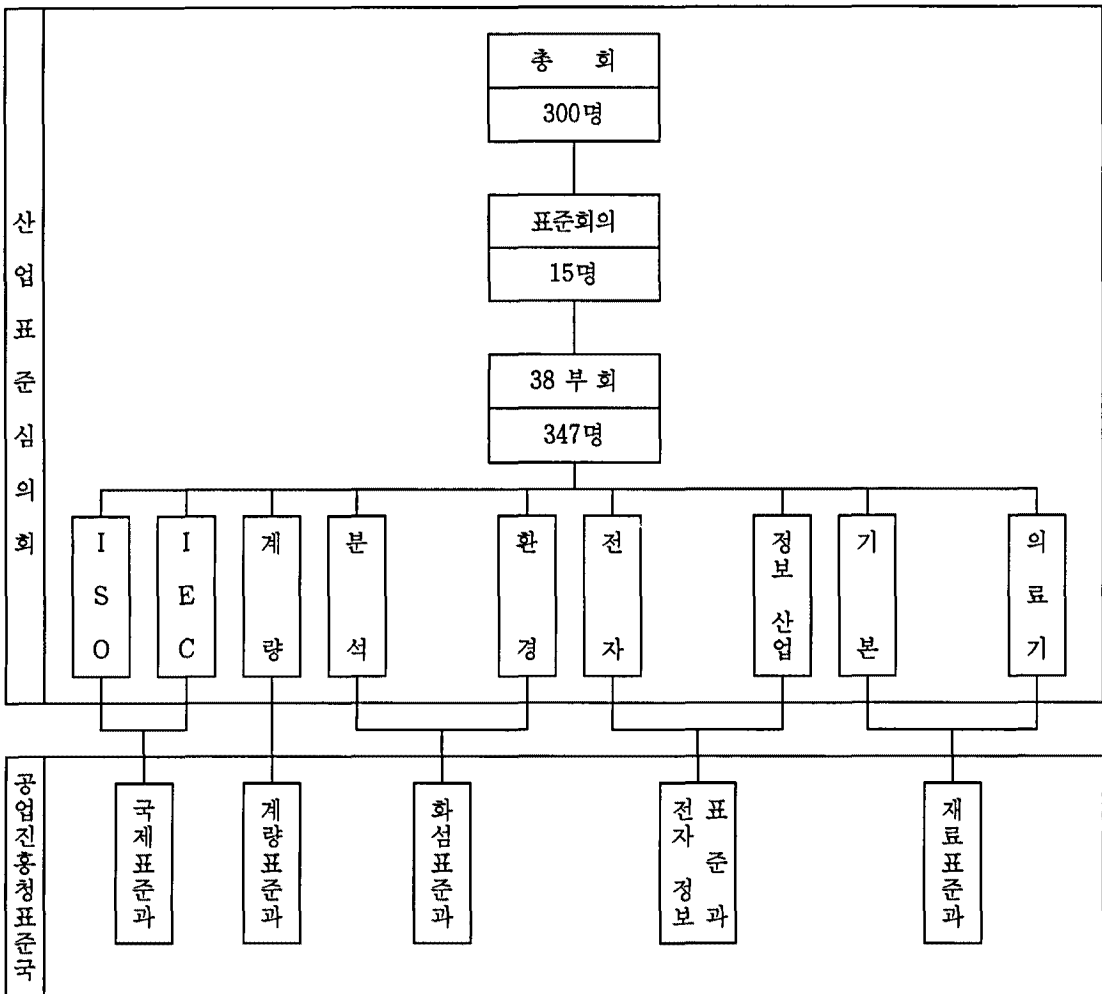 산업표준심의회
총 회
300명
표준회의
15명
38 부 회
347명
ISO
IEC
계량
분석
환경
전자
정보 산업
기본
의료기
공업진흥청표준국
국제표준과
계량표준과
화섬표준과
전자 정보
표준과
재료표준과